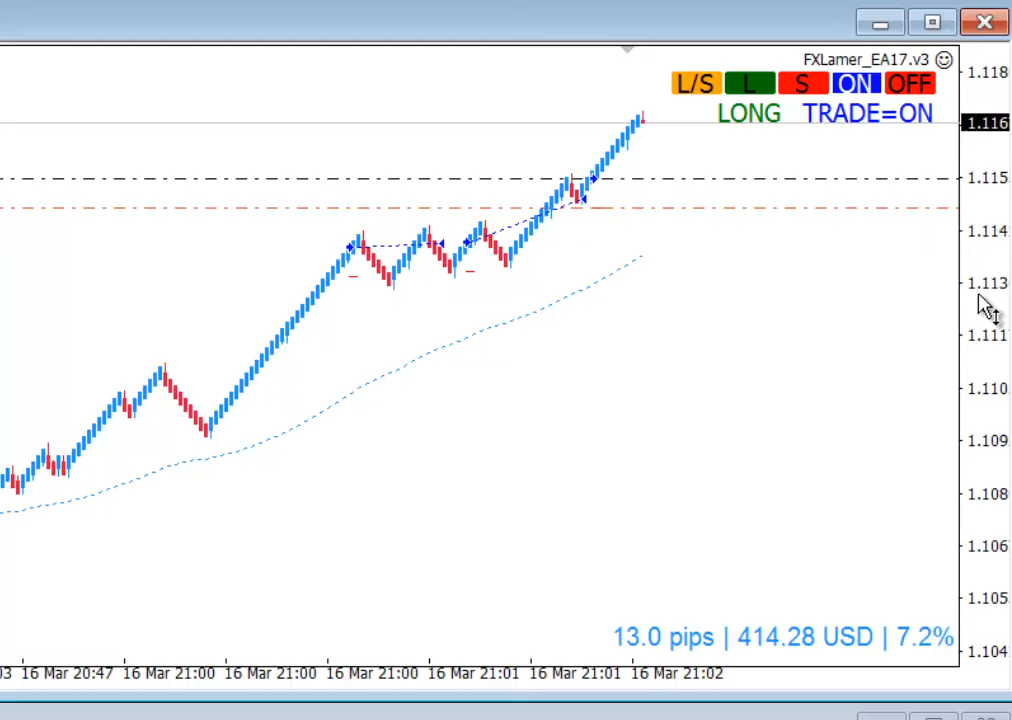 FXLamer_EA17.v3
L/S L S ON OFF
LONG TRADE=ON
1.118
1.116
1.115
1.114
1.113
1.111
1.110
1.109
1.108
1.106
1.105
1.104
13.0 pips | 414.28 USD | 7.2%
03 16 Mar 20:47 16 Mar 21:00 16 Mar 21:00 16 Mar 21:00 16 Mar 21:01 16 Mar 21:01 16 Mar 21:02